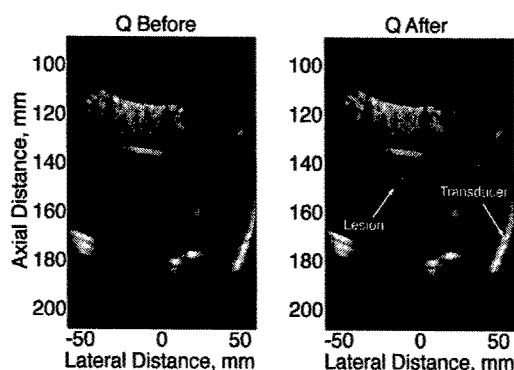 Q Before
Q After
100
120
140
160
180
200
Axial Distance, mm
-50
0
50
Lateral Distance, mm
100
120
140
160
180
200
Lesion
Transducer
-50
0
50
Lateral Distance, mm